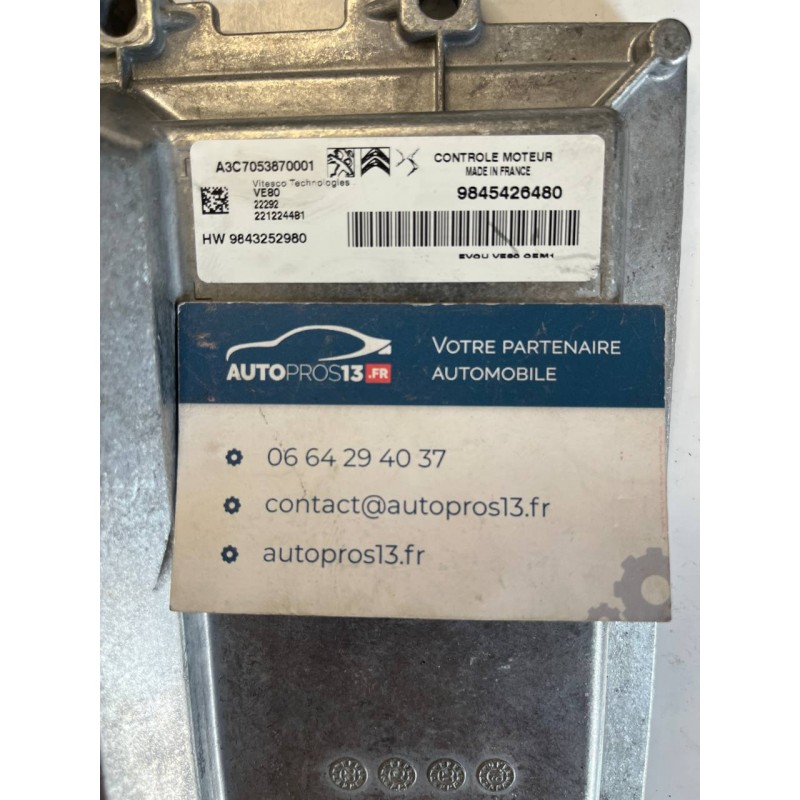 A3C7053870001
Vitesco Technologies
VE80
22292
221224481
HW 9843252980
CONTROLE MOTEUR
MADE IN FRANCE
9845426480
AUTOPROS13.FR
VOTRE PARTENAIRE
AUTOMOBILE
06 64 29 40 37
contact@autopros13.fr
autopros13.fr